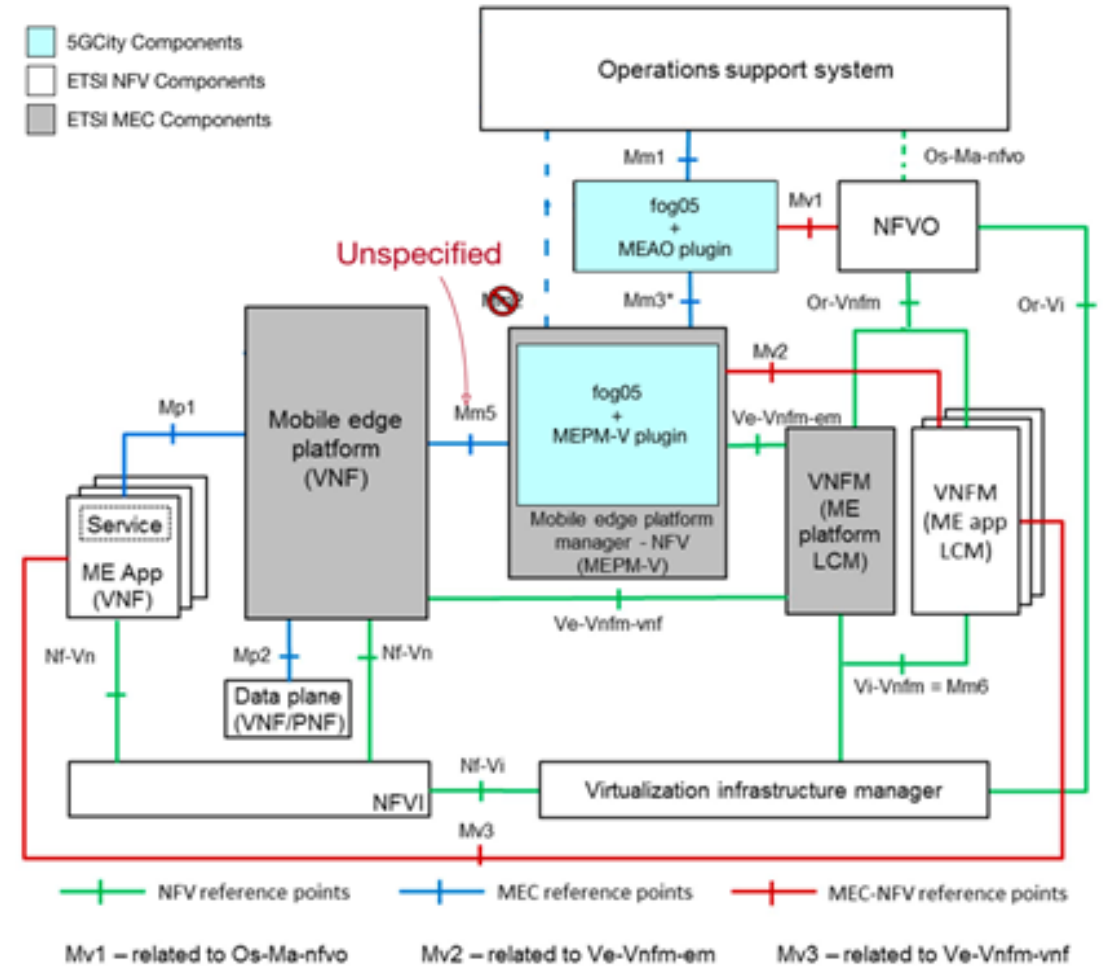 5GCity Components
ETSI NFV Components
ETSI MEC Components
Operations support system
Mm1
Os-Ma-nfvo
fog05
+
MEAO plugin
Mv1
NFVO
Unspecified
Mm3*
Or-Vnfm
Or-Vi
Mv2
Mp1
Mobile edge
platform
(VNF)
Mm5
fog05
+
MEPM-V plugin
Ve-Vnfm-em
Mobile edge platform
manager - NFV
(MEPM-V)
VNFM
(ME
platform
LCM)
VNFM
(ME app
LCM)
Service
ME App
(VNF)
Ve-Vnfm-vnf
Nf-Vn
Mp2
Nf-Vn
Data plane
(VNF/PNF)
Vi-Vnfm = Mm6
NFVI
Nf-Vi
Virtualization infrastructure manager
Mv3
NFV reference points
MEC reference points
MEC-NFV reference points
Mv1 – related to Os-Ma-nfvo
Mv2 – related to Ve-Vnfm-em
Mv3 – related to Ve-Vnfm-vnf